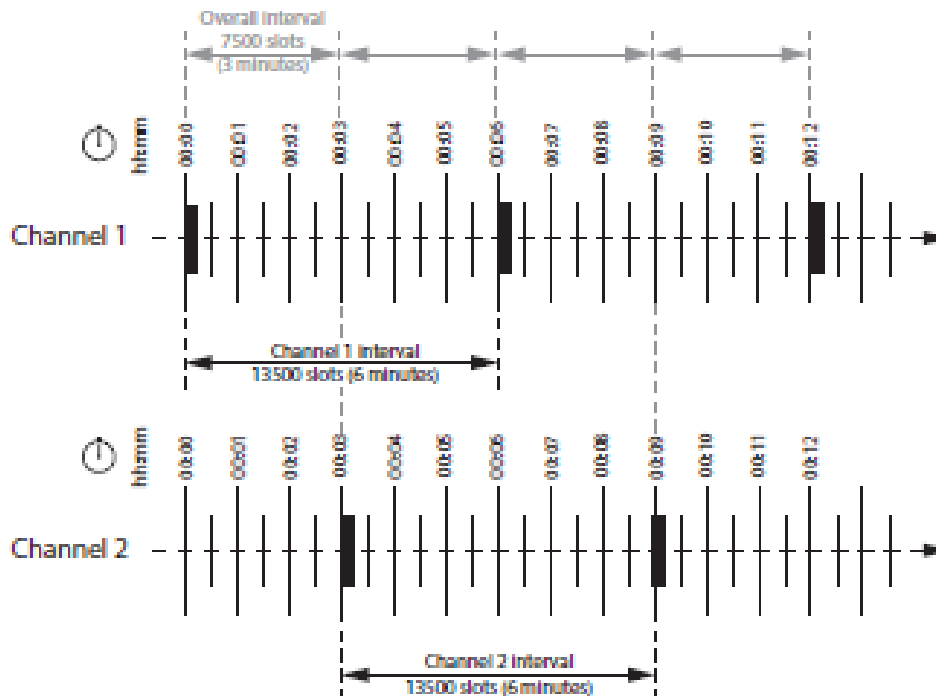 Overall interval
7500 slots
(3 minutes)
hh:mm
00:00
00:01
00:02
00:03
00:04
00:05
00:06
00:07
00:08
00:09
00:10
00:11
00:12
Channel 1
Channel 1 interval
13500 slots (6 minutes)
hh:mm
00:00
00:01
00:02
00:03
00:04
00:05
00:06
00:07
00:08
00:09
00:10
00:11
00:12
Channel 2
Channel 2 interval
13500 slots (6 minutes)